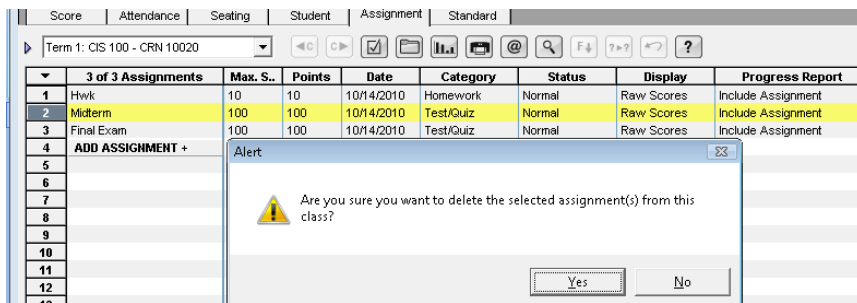 Score Attendance Seating Student Assignment Standard
Term 1: CIS 100 - CRN 10020 C C @ F ?▸? ?
3 of 3 Assignments Max. S.. Points Date Category Status Display Progress Report
1 Hwk 10 10 10/14/2010 Homework Normal Raw Scores Include Assignment
2 Midterm 100 100 10/14/2010 Test/Quiz Normal Raw Scores Include Assignment
3 Final Exam 100 100 10/14/2010 Test/Quiz Normal Raw Scores Include Assignment
4 ADD ASSIGNMENT +
Alert
5
6
7
Are you sure you want to delete the selected assignment(s) from this
class?
8
9
10
11
12
Yes No